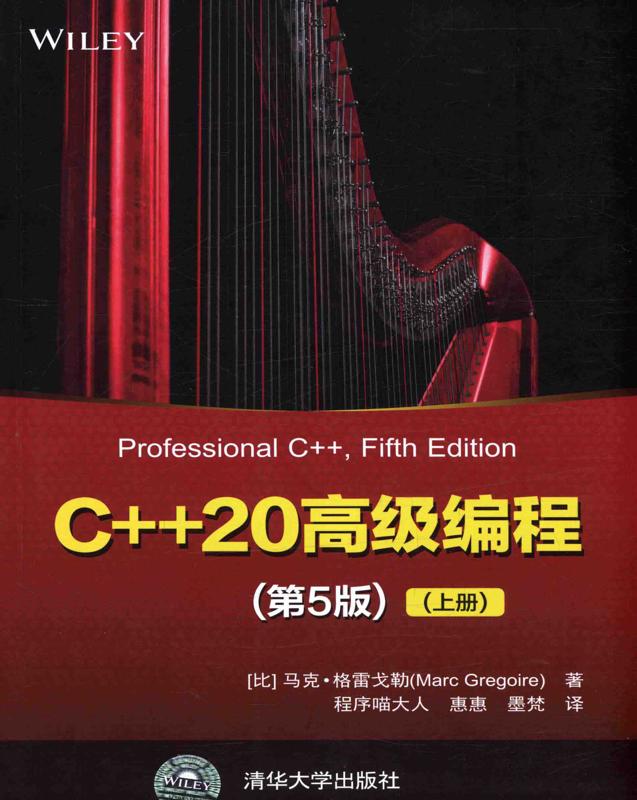 WILEY
Professional C++, Fifth Edition
C++20高级编程
(第5版) (上册)
[比] 马克·格雷戈勒(Marc Gregoire) 著
程序喵大人 惠惠 墨梵 译
WILEY
清华大学出版社